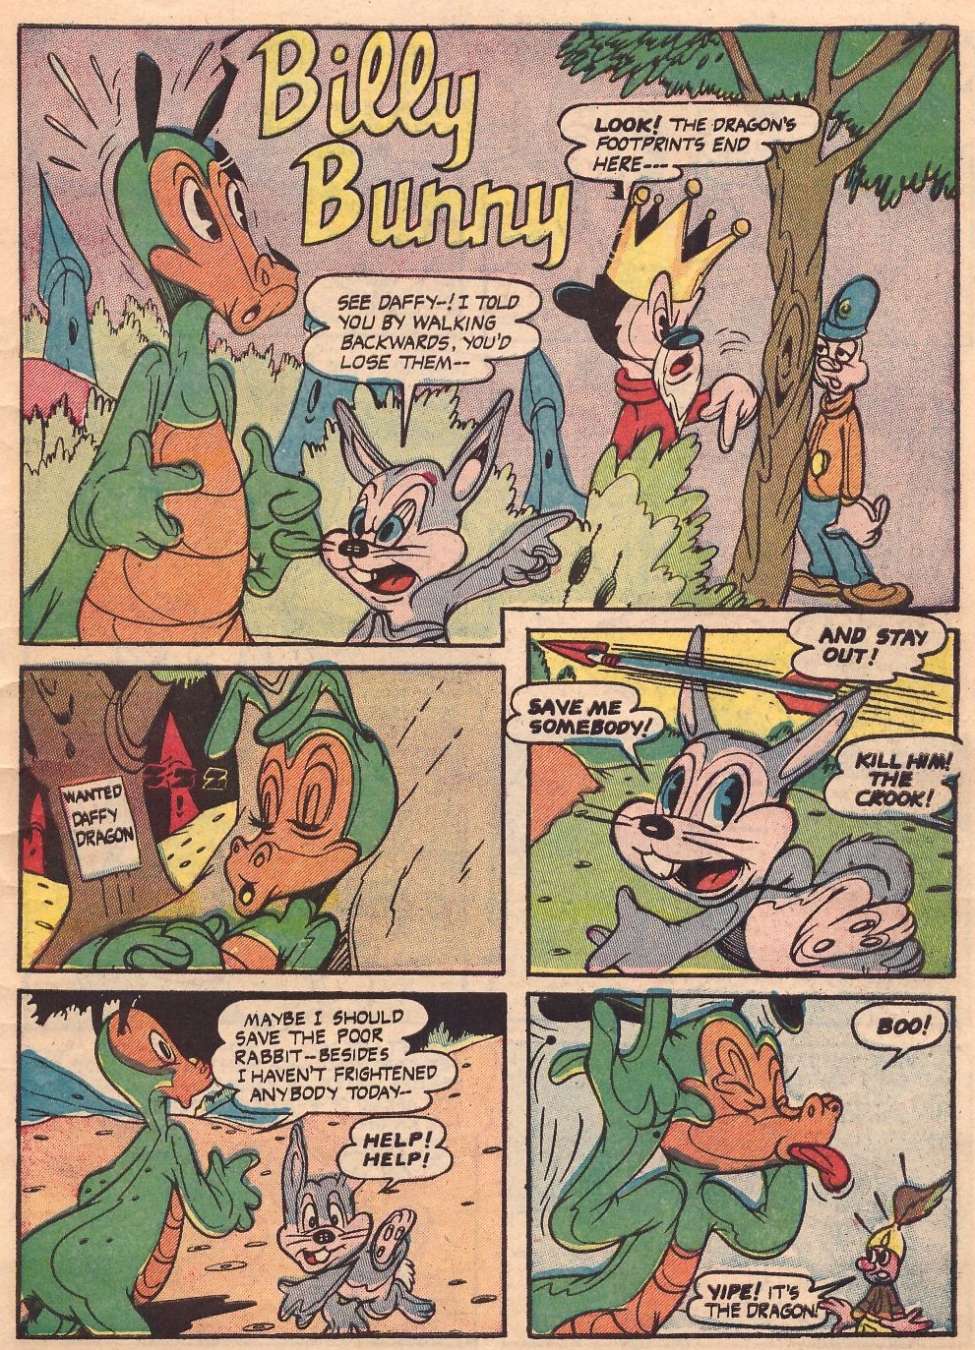 Billy
Bunny
LOOK! THE DRAGON'S
FOOTPRINTS END
HERE---
SEE DAFFY-! I TOLD
YOU BY WALKING
BACKWARDS, YOU'D
LOSE THEM--
WANTED
DAFFY
DRAGON
Z Z Z
AND STAY
OUT!
SAVE ME
SOMEBODY!
KILL HIM!
THE
CROOK!
MAYBE I SHOULD
SAVE THE POOR
RABBIT-BESIDES
I HAVEN'T FRIGHTENED
ANYBODY TODAY--
HELP!
HELP!
BOO!
YIPE! IT'S
THE DRAGON!